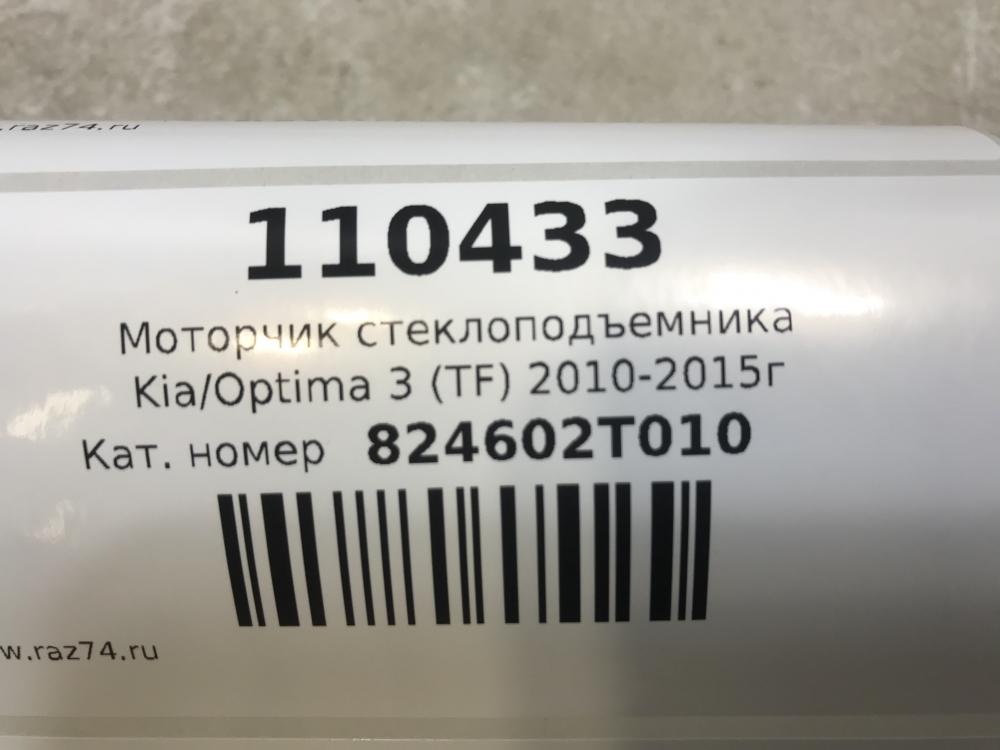 .raz74.ru
110433
Моторчик стеклоподъемника
Kia/Optima 3 (TF) 2010-2015г
Кат. номер 824602T010
w.raz74.ru